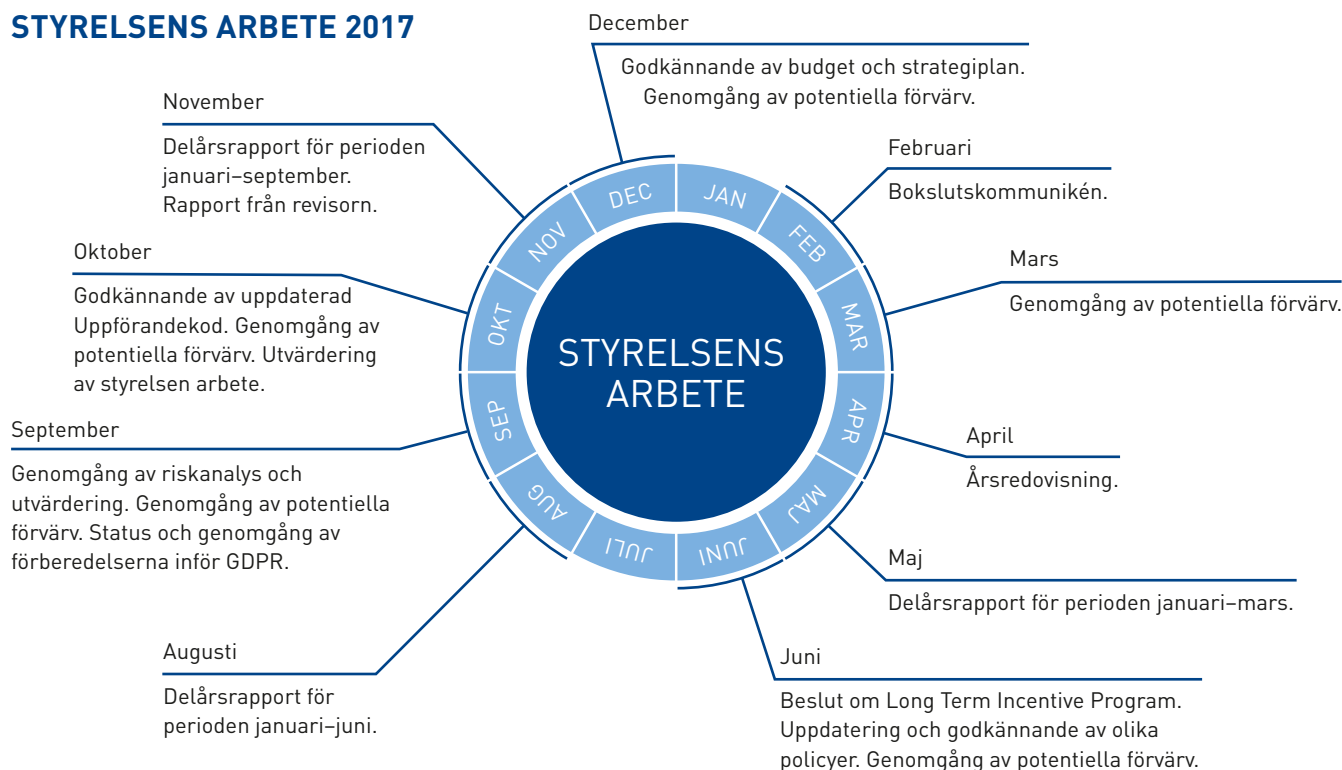 STYRELSENS ARBETE 2017
December
Godkännande av budget och strategiplan.
Genomgång av potentiella förvärv.
November
Delårsrapport för perioden
januari–september.
Rapport från revisorn.
Februari
Bokslutskommunikén.
Oktober
Godkännande av uppdaterad
Uppförandekod. Genomgång av
potentiella förvärv. Utvärdering
av styrelsen arbete.
Mars
Genomgång av potentiella förvärv.
September
Genomgång av riskanalys och
utvärdering. Genomgång av potentiella
förvärv. Status och genomgång av
förberedelserna inför GDPR.
April
Årsredovisning.
Maj
Delårsrapport för perioden januari–mars.
Augusti
Delårsrapport för
perioden januari–juni.
Juni
Beslut om Long Term Incentive Program.
Uppdatering och godkännande av olika
policyer. Genomgång av potentiella förvärv.
JAN
FEB
MAR
APR
MAJ
JUNI
JULI
AUG
SEP
OKT
NOV
DEC
STYRELSENS
ARBETE